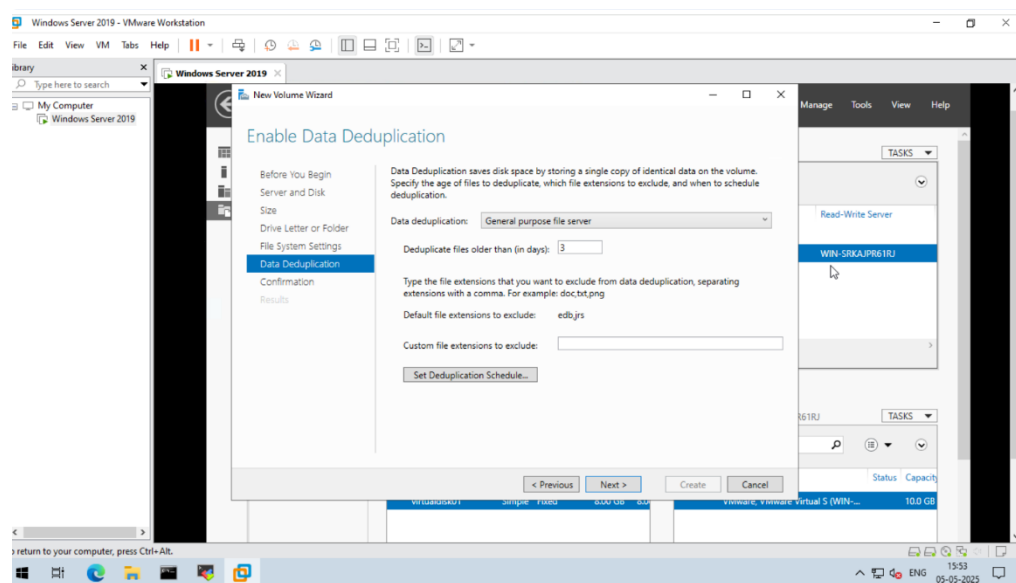 Windows Server 2019 - VMware Workstation
File Edit View VM Tabs Help
ibrary
Type here to search
My Computer
Windows Server 2019
Windows Server 2019
New Volume Wizard
Manage Tools View Help
Enable Data Deduplication
TASKS
Before You Begin
Server and Disk
Size
Drive Letter or Folder
File System Settings
Data Deduplication
Confirmation
Results
Data Deduplication saves disk space by storing a single copy of identical data on the volume.
Specify the age of files to deduplicate, which file extensions to exclude, and when to schedule
deduplication.
Data deduplication: General purpose file server
Deduplicate files older than (in days): 3
Type the file extensions that you want to exclude from data deduplication, separating
extensions with a comma. For example: doc,txt,png
Default file extensions to exclude: edb,jrs
Custom file extensions to exclude:
Set Deduplication Schedule...
Read-Write Server
WIN-SRKAJPR61RJ
R61RJ TASKS
Status Capacity
< Previous Next > Create Cancel
virtualdisk01 Simple Fixed 8.00 GB 8.0
VMware, VMware Virtual S (WIN-... 10.0 GB
return to your computer, press Ctrl+Alt.
ENG
15:53
05-05-2025